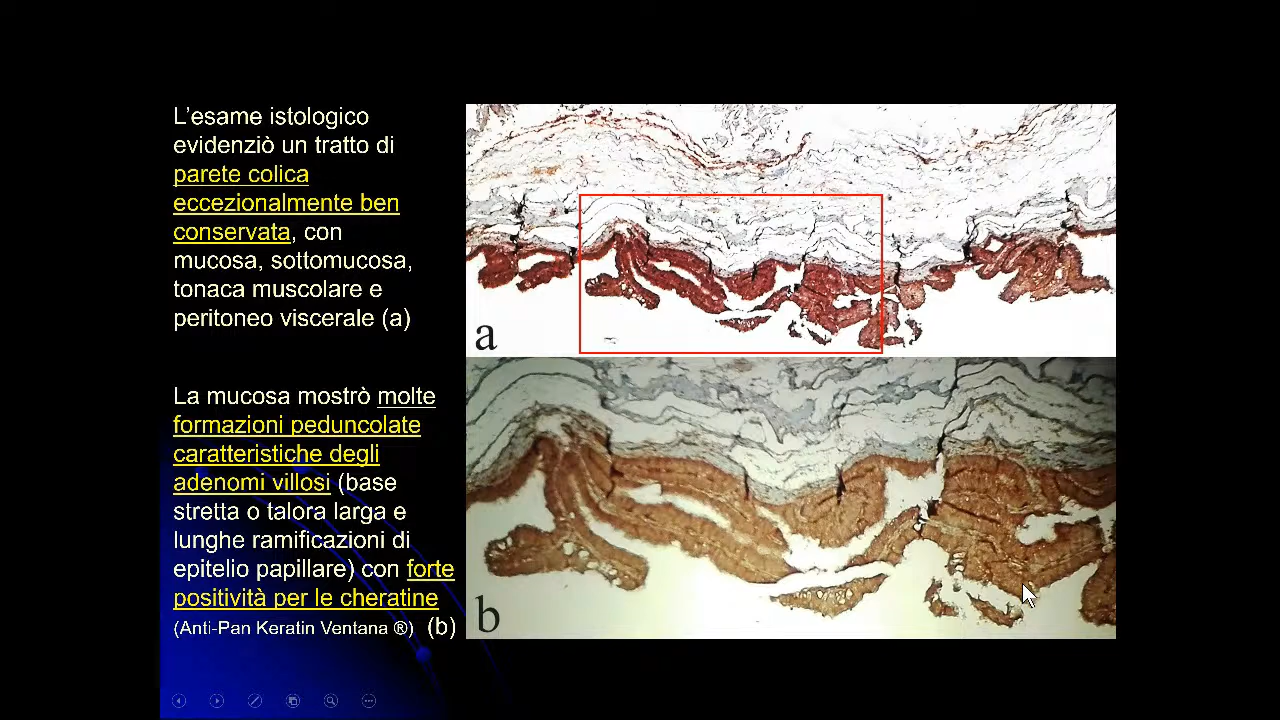 L’esame istologico
evidenziò un tratto di
parete colica
eccezionalmente ben
conservata, con
mucosa, sottomucosa,
tonaca muscolare e
peritoneo viscerale (a)
La mucosa mostrò molte
formazioni peduncolate
caratteristiche degli
adenomi villosi (base
stretta o talora larga e
lunghe ramificazioni di
epitelio papillare) con forte
positività per le cheratine
(Anti-Pan Keratin Ventana ®) (b)
a
b